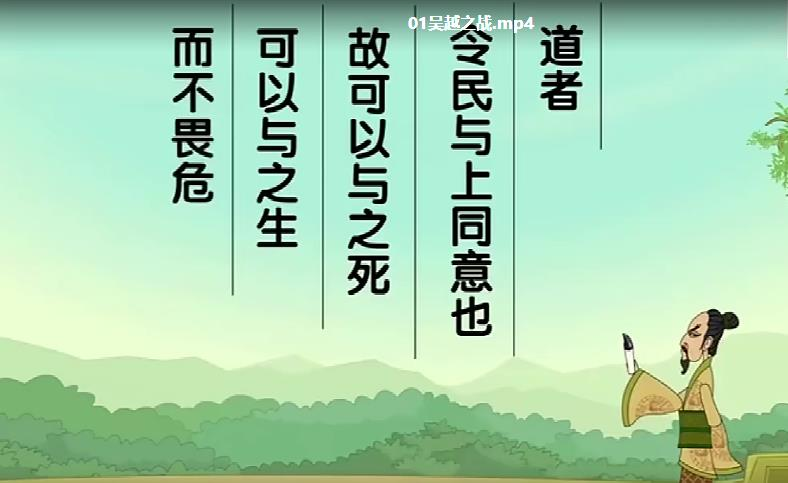 01吴越之战.mp4
道者
令民与上同意也
故可以与之死
可以与之生
而不畏危